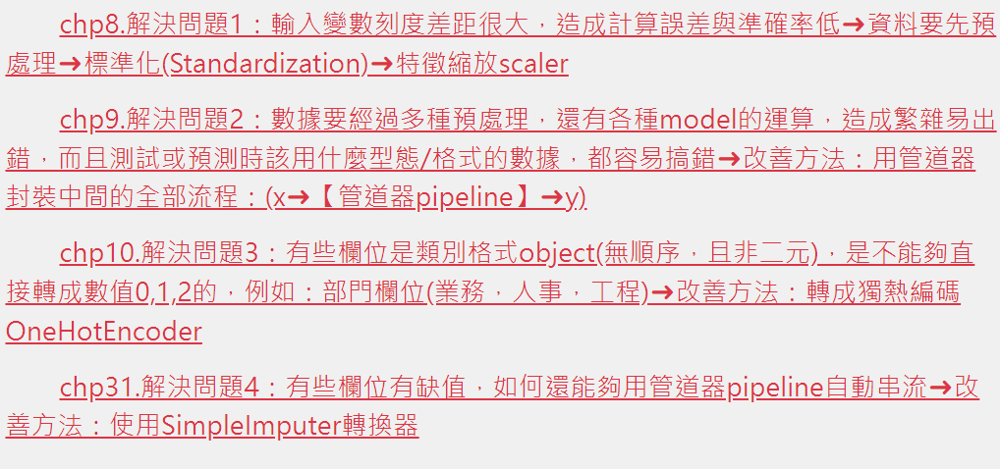 chp8.解決問題1：輸入變數刻度差距很大，造成計算誤差與準確率低➜資料要先預
處理➜標準化(Standardization)➜特徵縮放scaler
chp9.解決問題2：數據要經過多種預處理，還有各種model的運算，造成繁雜易出
錯，而且測試或預測時該用什麼型態/格式的數據，都容易搞錯➜改善方法：用管道器
封裝中間的全部流程：(x➜【管道器pipeline】➜y)
chp10.解決問題3：有些欄位是類別格式object(無順序，且非二元)，是不能夠直
接轉成數值0,1,2的，例如：部門欄位(業務，人事，工程)➜改善方法：轉成獨熱編碼
OneHotEncoder
chp31.解決問題4：有些欄位有缺值，如何還能夠用管道器pipeline自動串流➜改
善方法：使用SimpleImputer轉換器